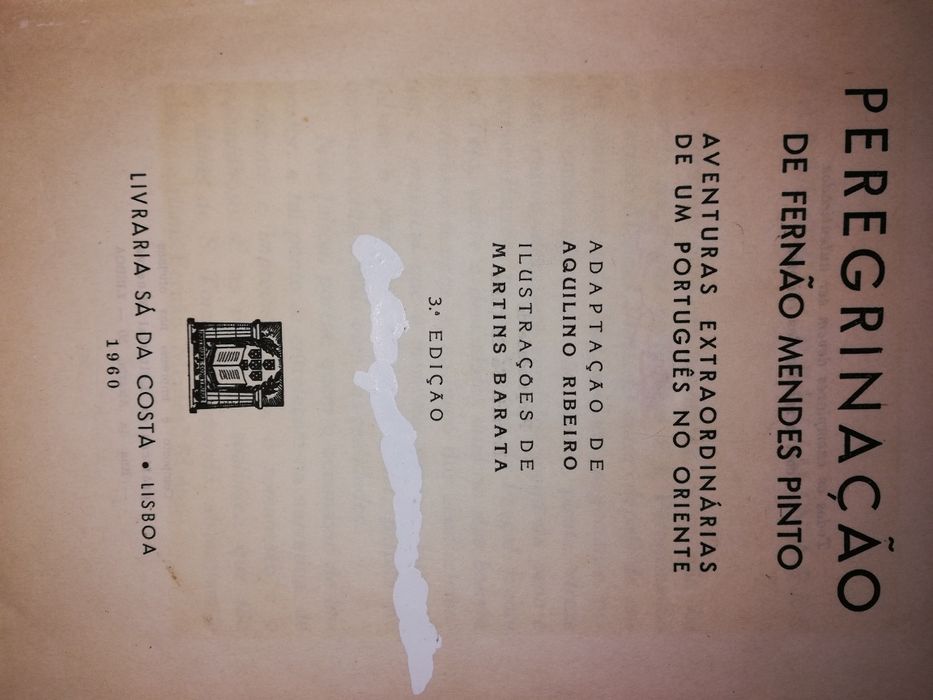 PEREGRINAÇÃO
DE FERNÃO MENDES PINTO
AVENTURAS EXTRAORDINÁRIAS
DE UM PORTUGUÊS NO ORIENTE
ADAPTAÇÃO DE
AQUILINO RIBEIRO
ILUSTRAÇÕES DE
MARTINS BARATA
3.ª EDIÇÃO
LIVRARIA SÁ DA COSTA • LISBOA
1960